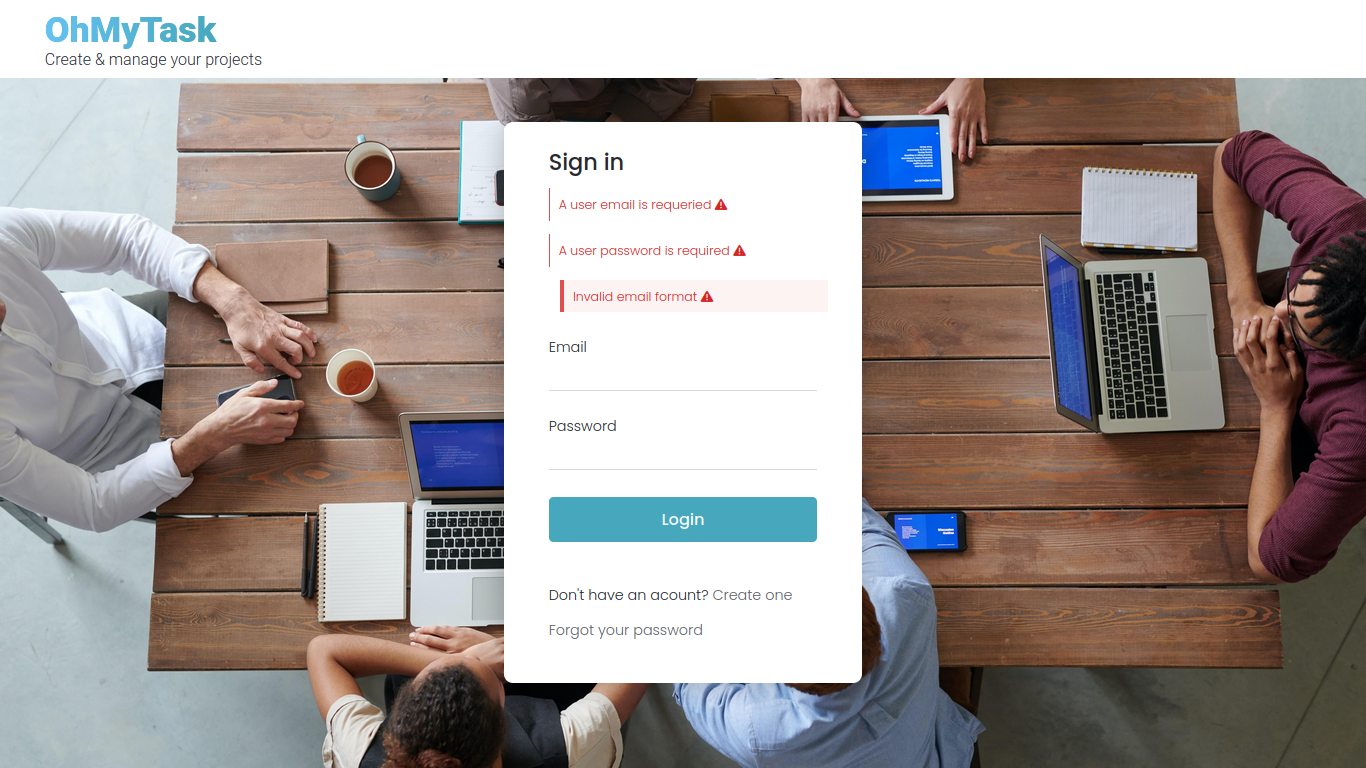 OhMyTask
Create & manage your projects
Sign in
A user email is requeried
A user password is required
Invalid email format
Email
Password
Login
Don't have an acount? Create one
Forgot your password